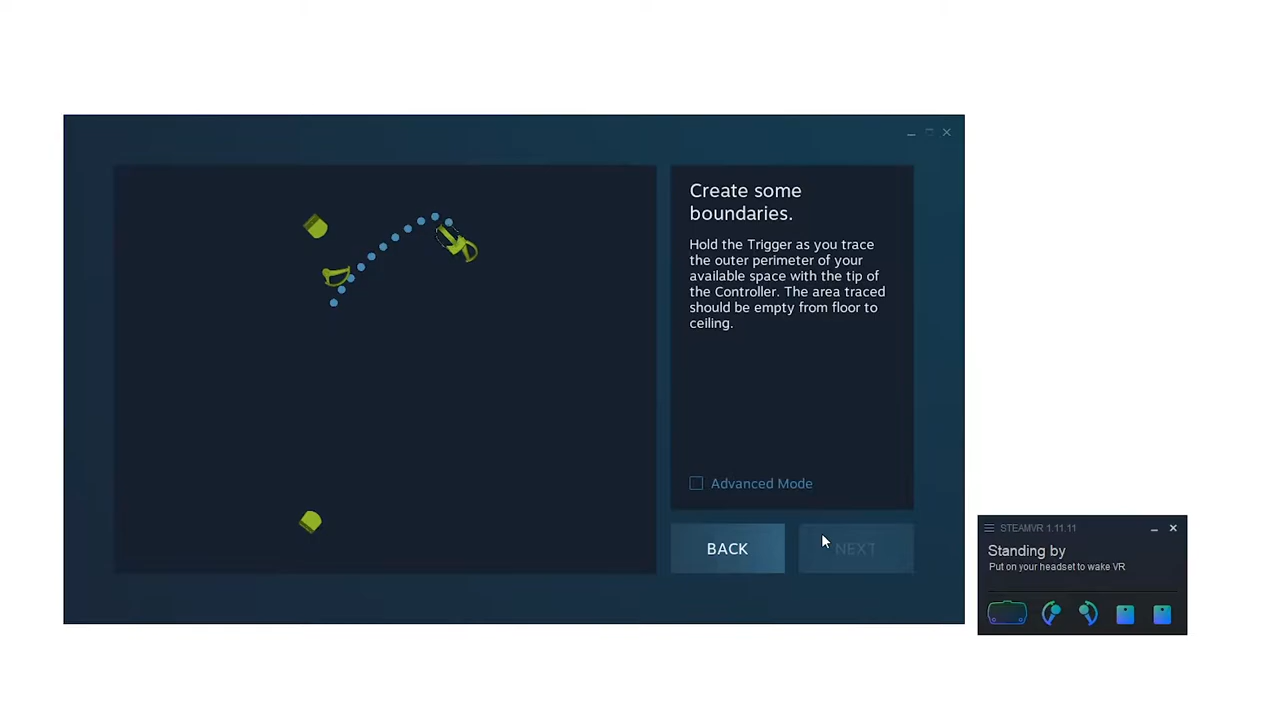 Create some
boundaries.
Hold the Trigger as you trace
the outer perimeter of your
available space with the tip of
the Controller. The area traced
should be empty from floor to
ceiling.
Advanced Mode
BACK
NEXT
STEAMVR 1.11.11
Standing by
Put on your headset to wake VR